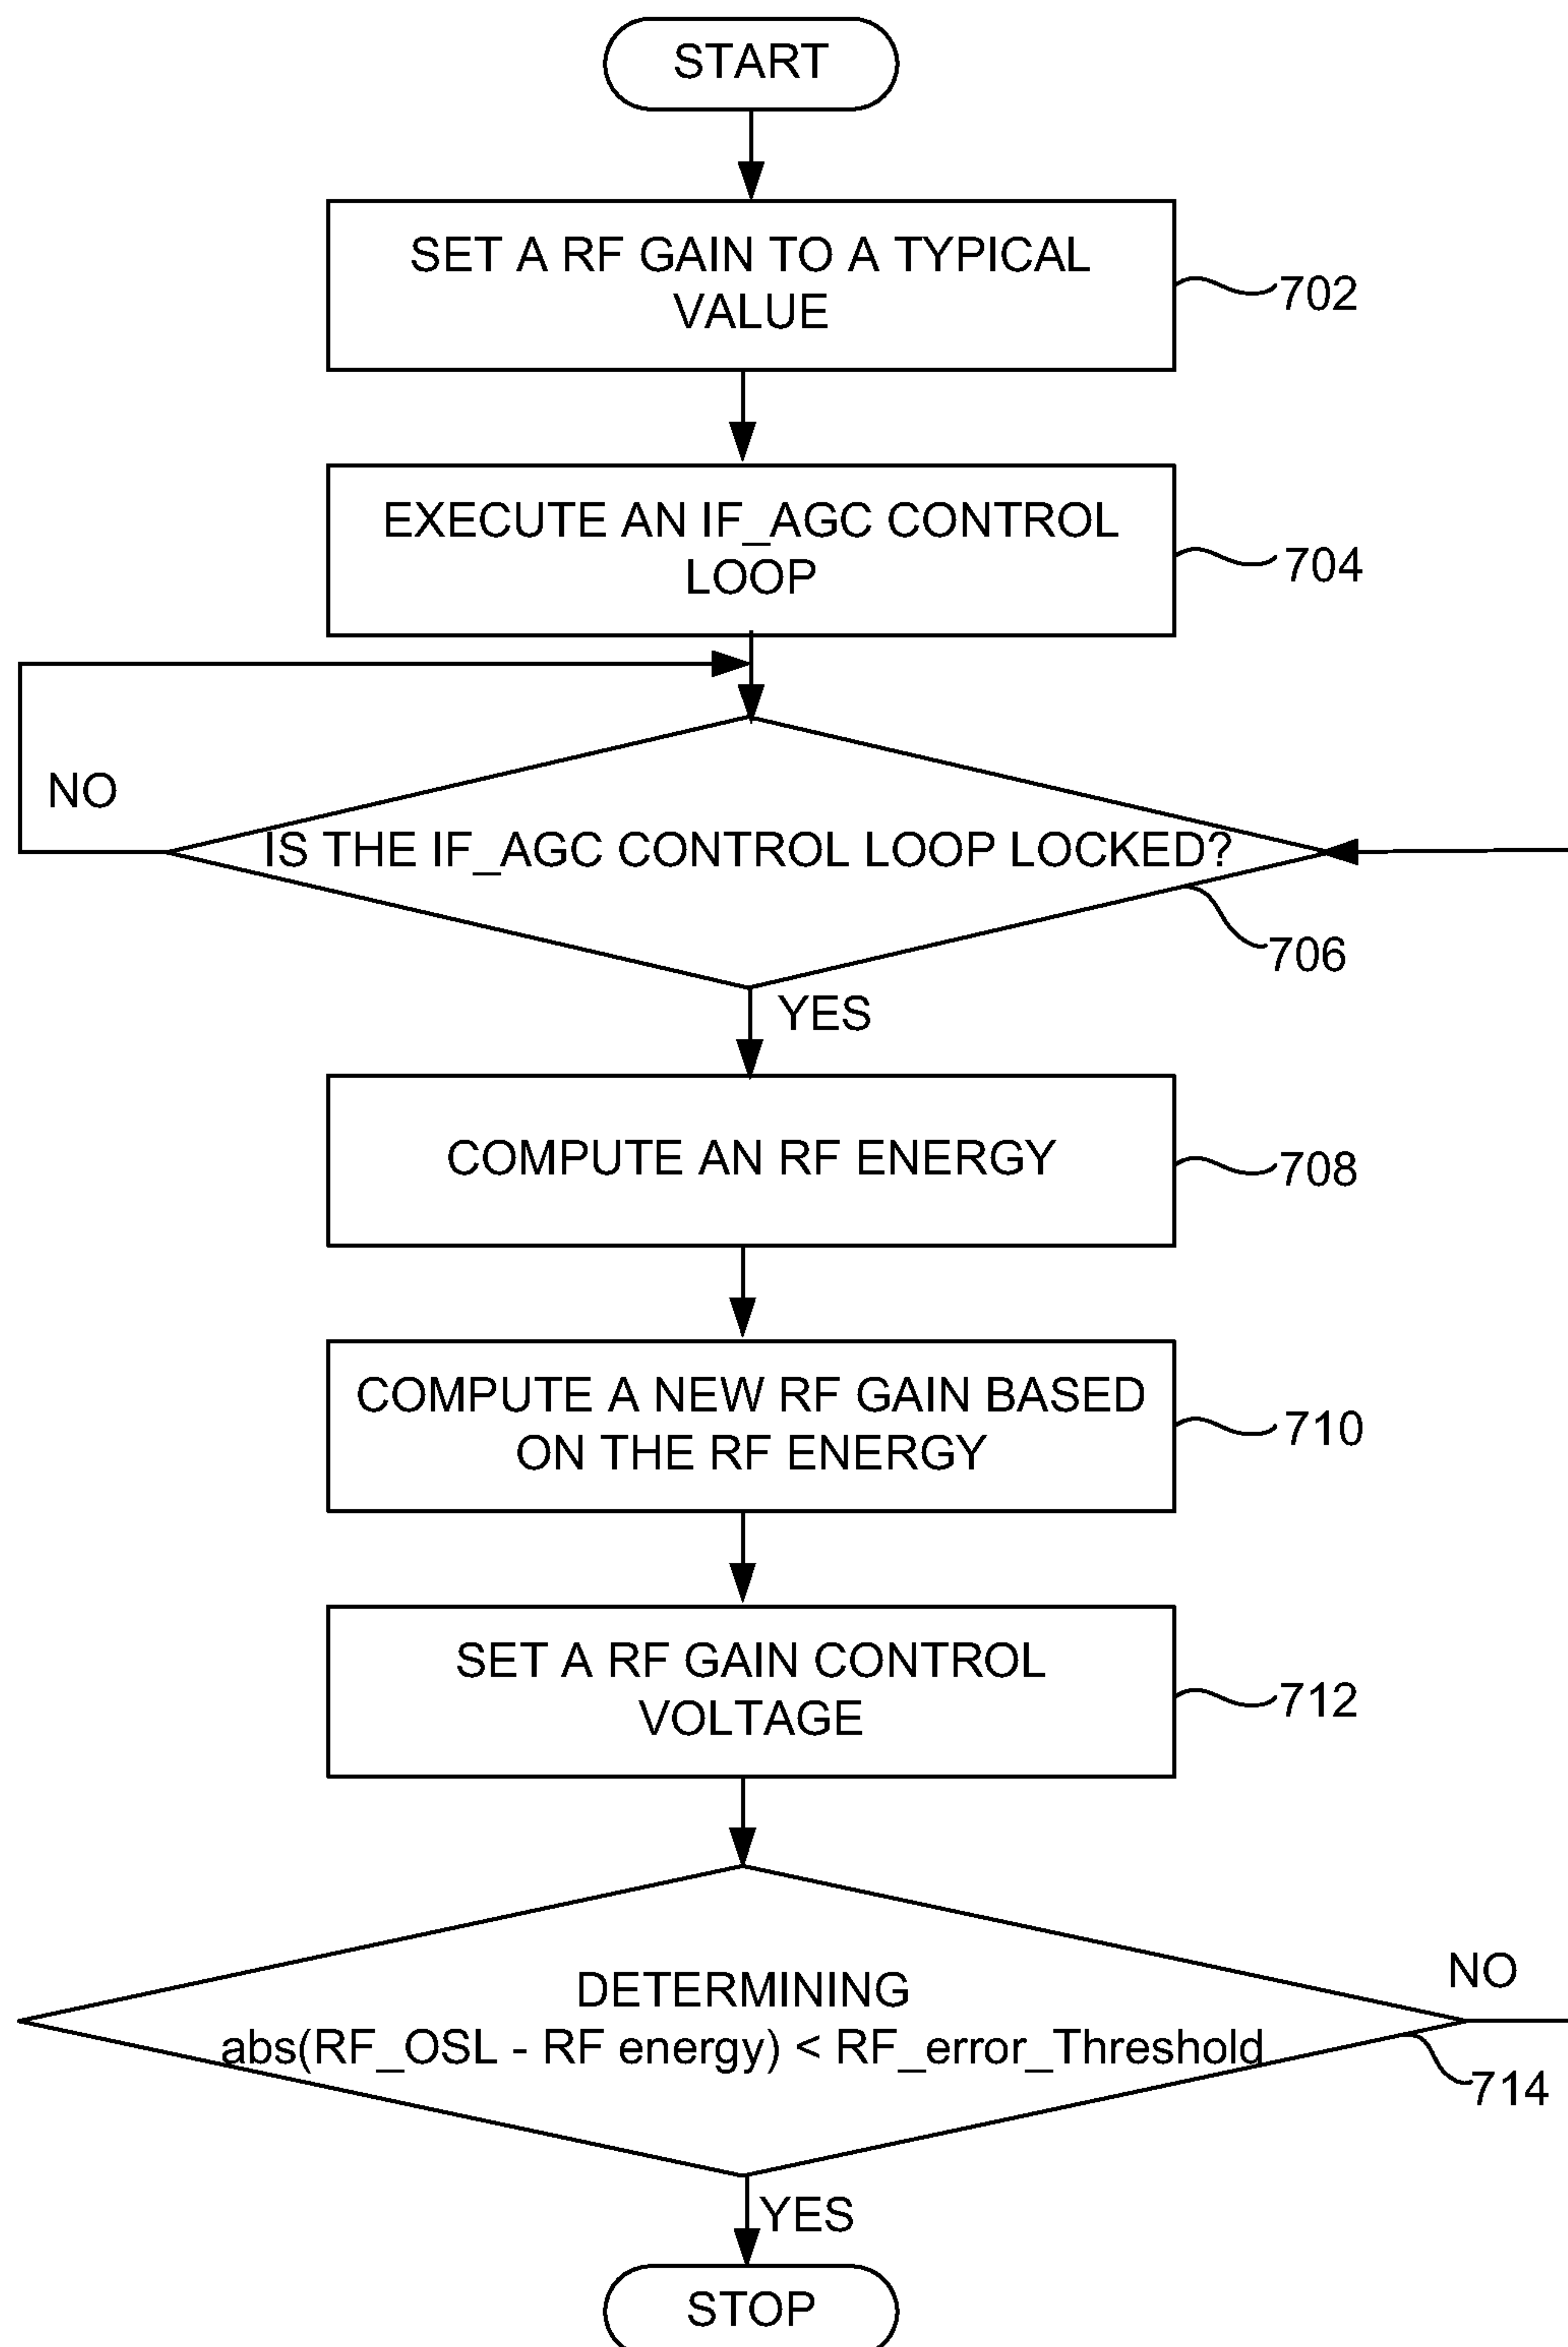 START
SET A RF GAIN TO A TYPICAL
VALUE
702
EXECUTE AN IF_AGC CONTROL
LOOP
704
NO
IS THE IF_AGC CONTROL LOOP LOCKED?
706
YES
COMPUTE AN RF ENERGY
708
COMPUTE A NEW RF GAIN BASED
ON THE RF ENERGY
710
SET A RF GAIN CONTROL
VOLTAGE
712
NO
DETERMINING
abs(RF_OSL - RF energy) < RF_error_Threshold
714
YES
STOP